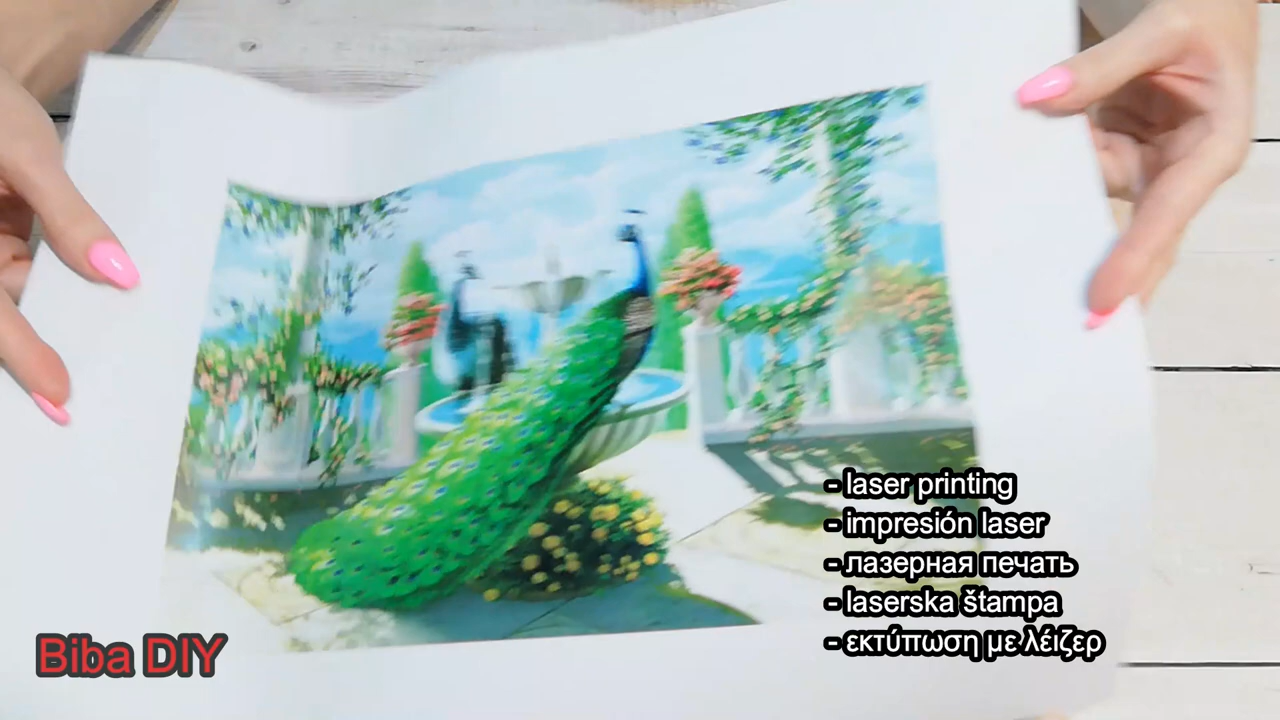 - laser printing
- impresión laser
- лазерная печать
- laserska štampa
- εκτύπωση με λέιζερ
Biba DIY